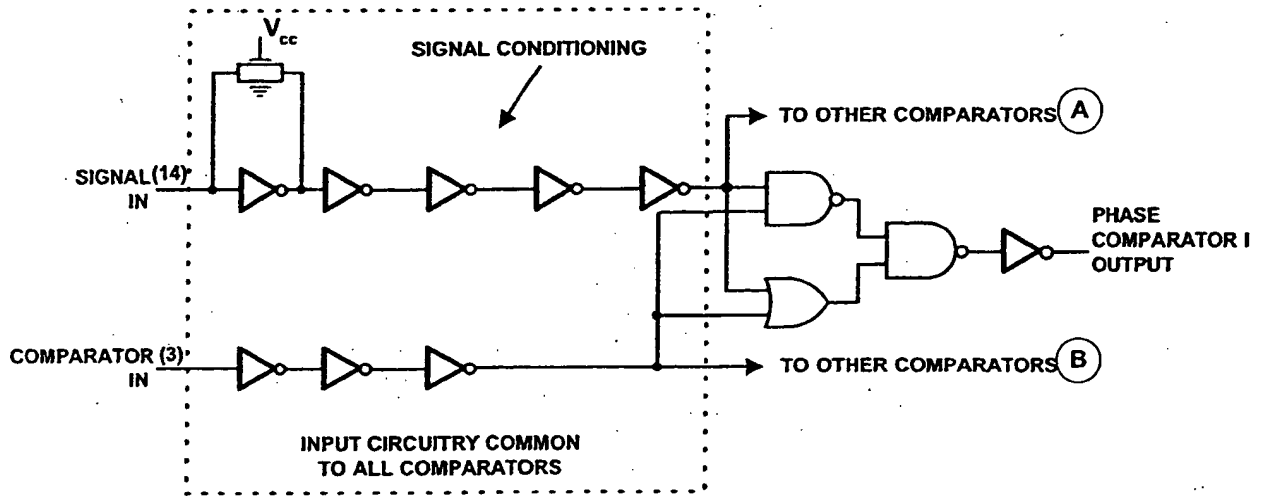 Vcc
SIGNAL CONDITIONING
TO OTHER COMPARATORS A
SIGNAL (14)
IN
PHASE
COMPARATOR I
OUTPUT
COMPARATOR (3)
IN
TO OTHER COMPARATORS B
INPUT CIRCUITRY COMMON
TO ALL COMPARATORS